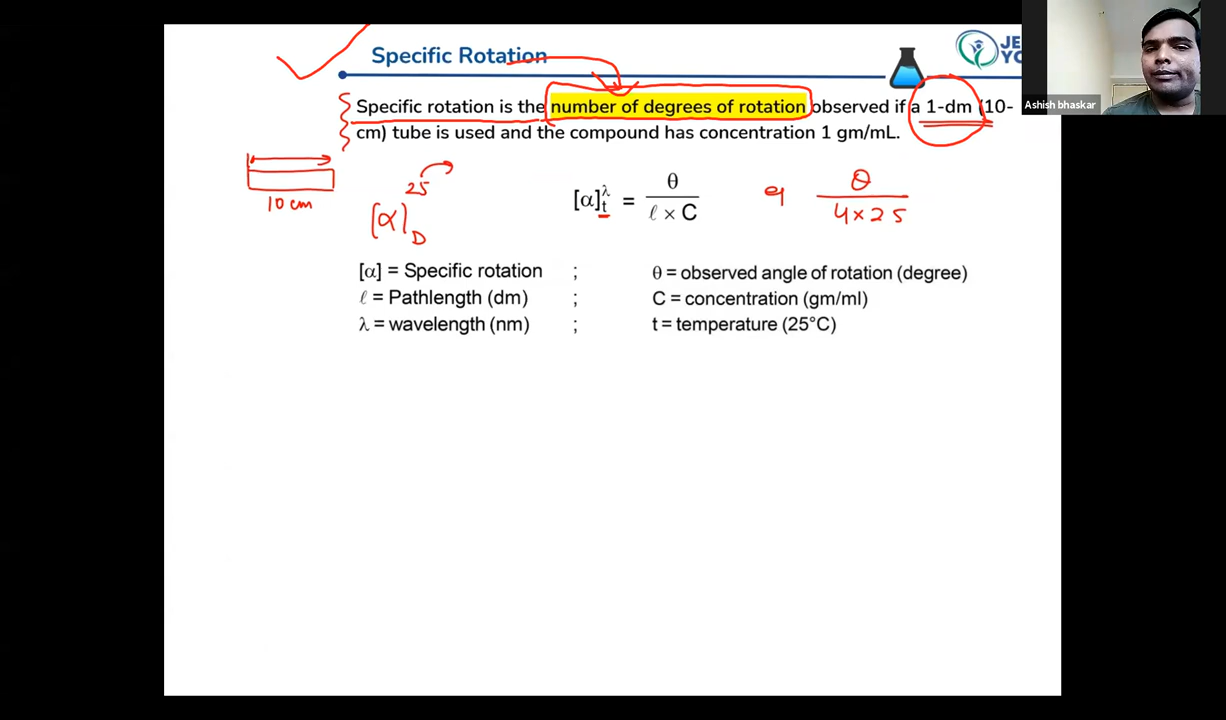 Specific Rotation
JE
YO
Ashish bhaskar
Specific rotation is the number of degrees of rotation observed if a 1-dm (10-
cm) tube is used and the compound has concentration 1 gm/mL.
10 cm
[α] 25 D
[α] λ t = θ / ℓ × C
θ / 4 × 25
[α] = Specific rotation ; θ = observed angle of rotation (degree)
ℓ = Pathlength (dm) ; C = concentration (gm/ml)
λ = wavelength (nm) ; t = temperature (25°C)